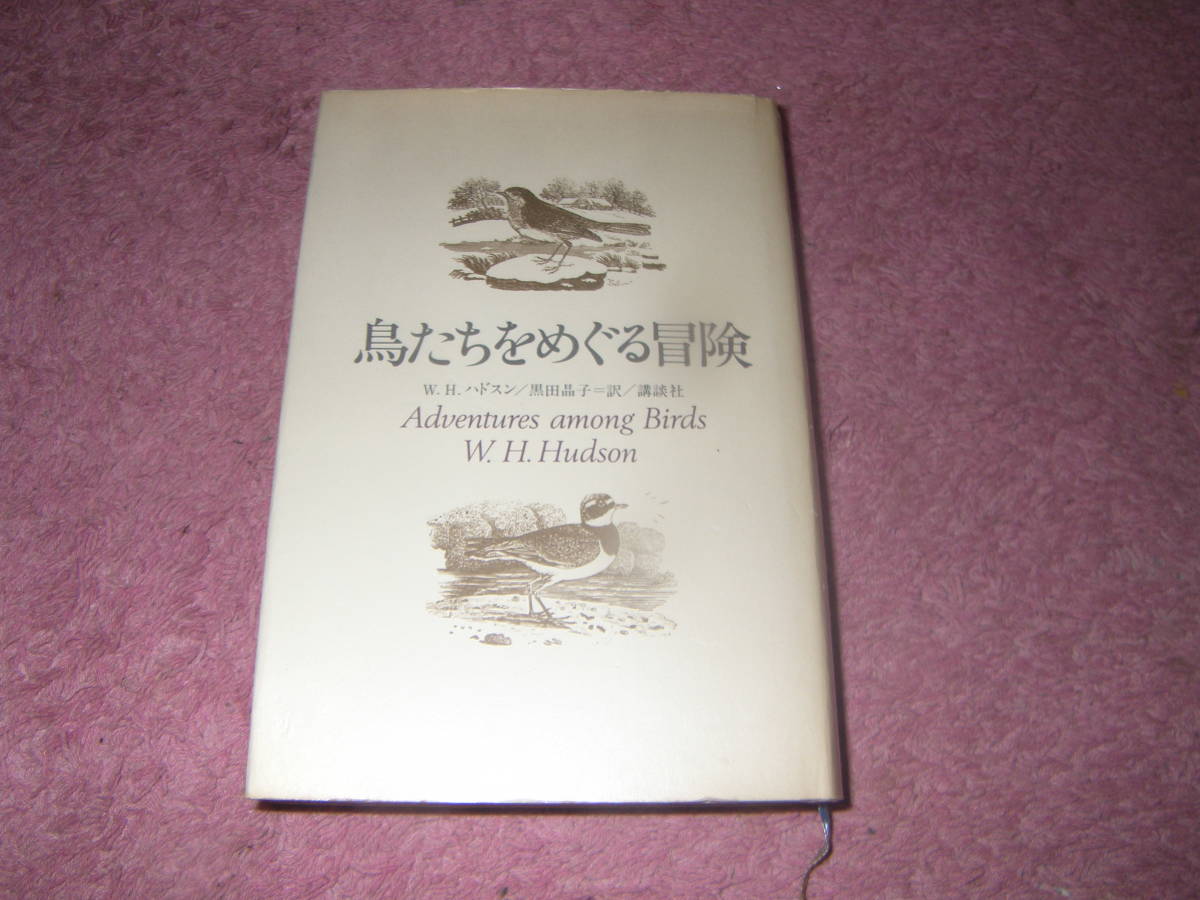 鳥たちをめぐる冒険
W. H. ハドスン/黒田晶子=訳/講談社
Adventures among Birds
W. H. Hudson